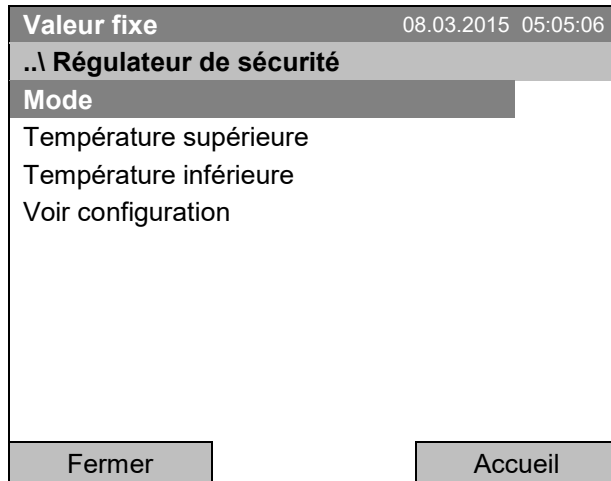 Valeur fixe 08.03.2015 05:05:06
..\ Régulateur de sécurité
Mode
Température supérieure
Température inférieure
Voir configuration
Fermer Accueil